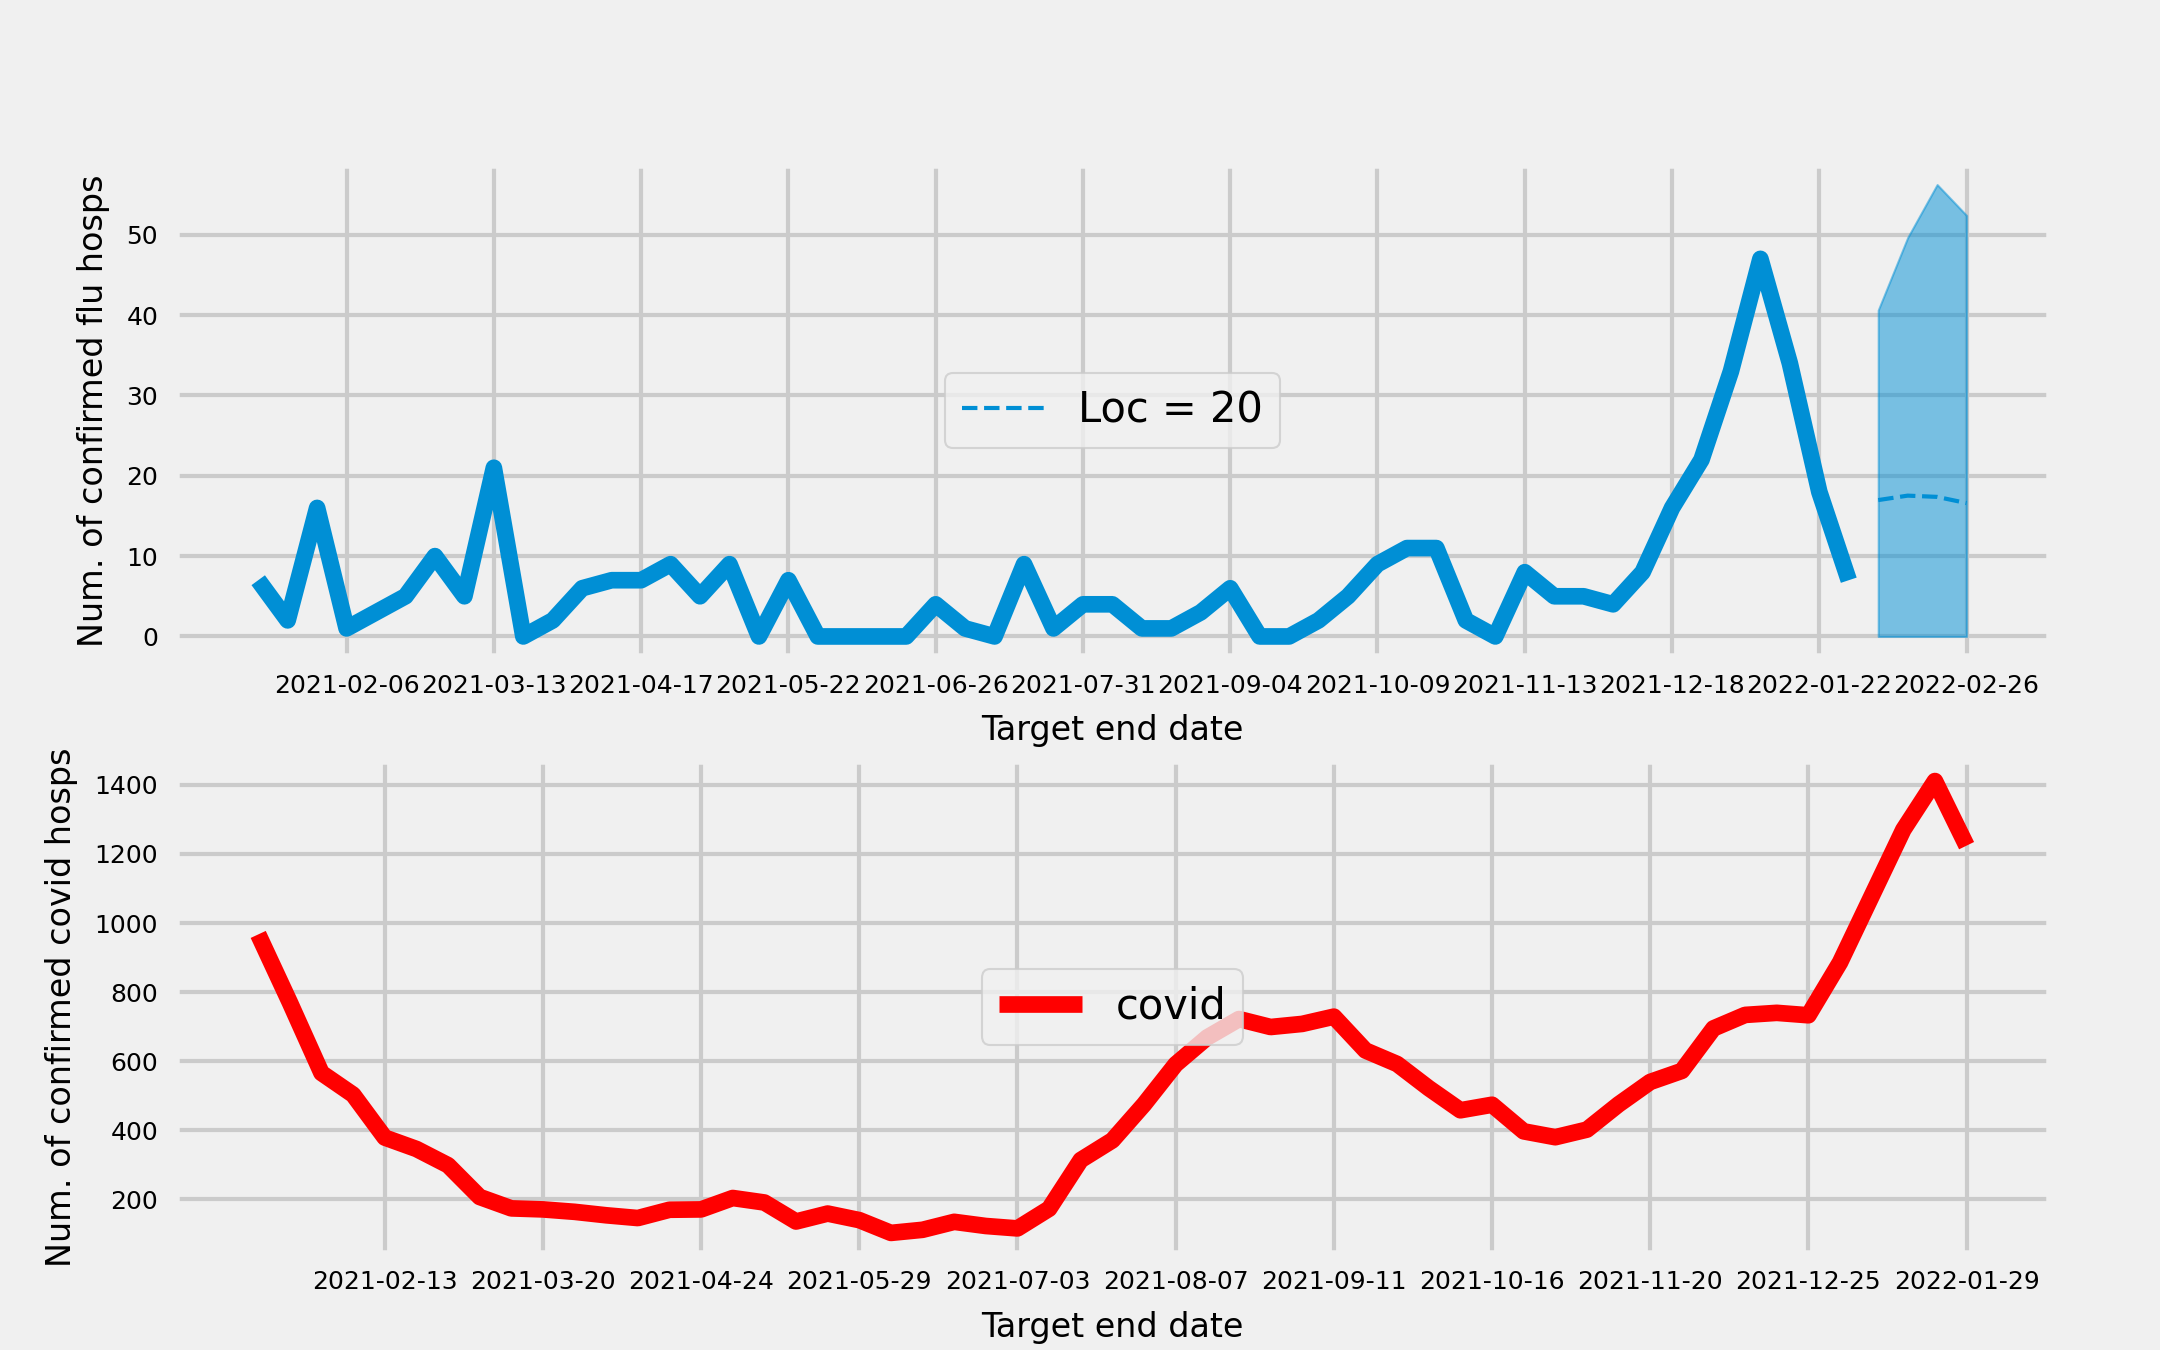 Num. of confirmed flu hosps
50
40
30
20
10
0
Loc = 20
2021-02-06 2021-03-13 2021-04-17 2021-05-22 2021-06-26 2021-07-31 2021-09-04 2021-10-09 2021-11-13 2021-12-18 2022-01-22 2022-02-26
Target end date
Num. of confirmed covid hosps
1400
1200
1000
800
600
400
200
covid
2021-02-13 2021-03-20 2021-04-24 2021-05-29 2021-07-03 2021-08-07 2021-09-11 2021-10-16 2021-11-20 2021-12-25 2022-01-29
Target end date